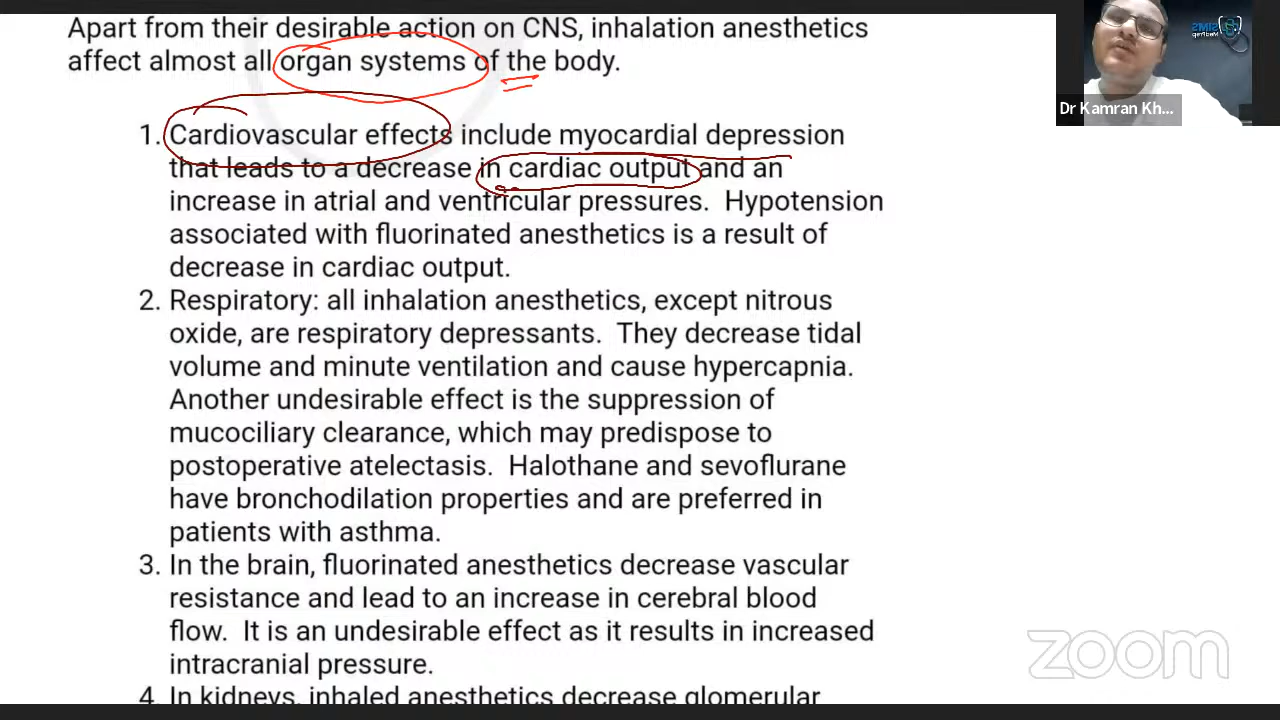 Apart from their desirable action on CNS, inhalation anesthetics
affect almost all organ systems of the body.
1. Cardiovascular effects include myocardial depression
that leads to a decrease in cardiac output and an
increase in atrial and ventricular pressures. Hypotension
associated with fluorinated anesthetics is a result of
decrease in cardiac output.
2. Respiratory: all inhalation anesthetics, except nitrous
oxide, are respiratory depressants. They decrease tidal
volume and minute ventilation and cause hypercapnia.
Another undesirable effect is the suppression of
mucociliary clearance, which may predispose to
postoperative atelectasis. Halothane and sevoflurane
have bronchodilation properties and are preferred in
patients with asthma.
3. In the brain, fluorinated anesthetics decrease vascular
resistance and lead to an increase in cerebral blood
flow. It is an undesirable effect as it results in increased
intracranial pressure.
4. In kidneys, inhaled anesthetics decrease glomerular
Dr Kamran Kh...
zoom